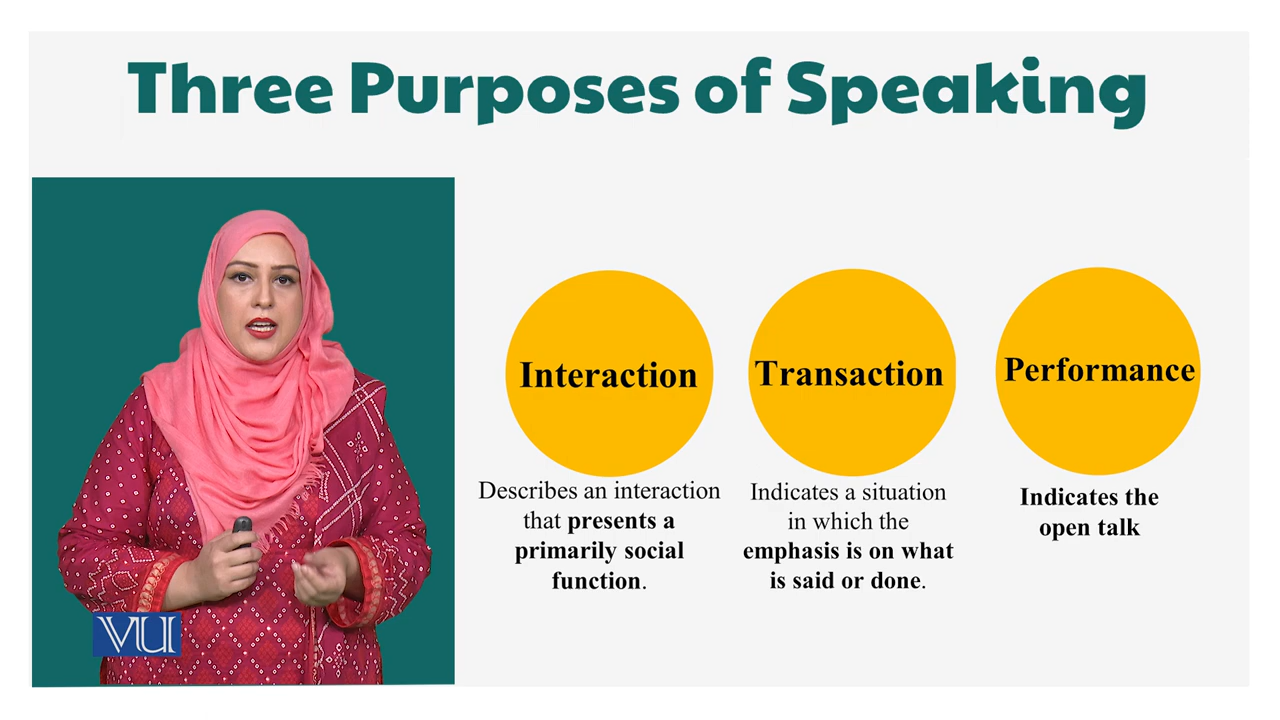 Three Purposes of Speaking
Interaction
Describes an interaction
that presents a
primarily social
function.
Transaction
Indicates a situation
in which the
emphasis is on what
is said or done.
Performance
Indicates the
open talk
VU